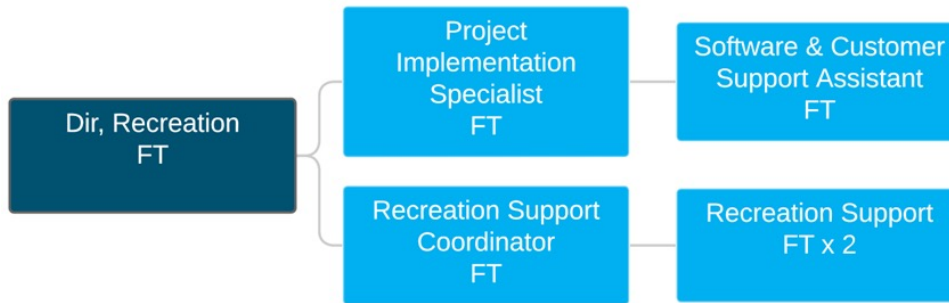 Dir, Recreation
FT
Project
Implementation
Specialist
FT
Software & Customer
Support Assistant
FT
Recreation Support
Coordinator
FT
Recreation Support
FT x 2